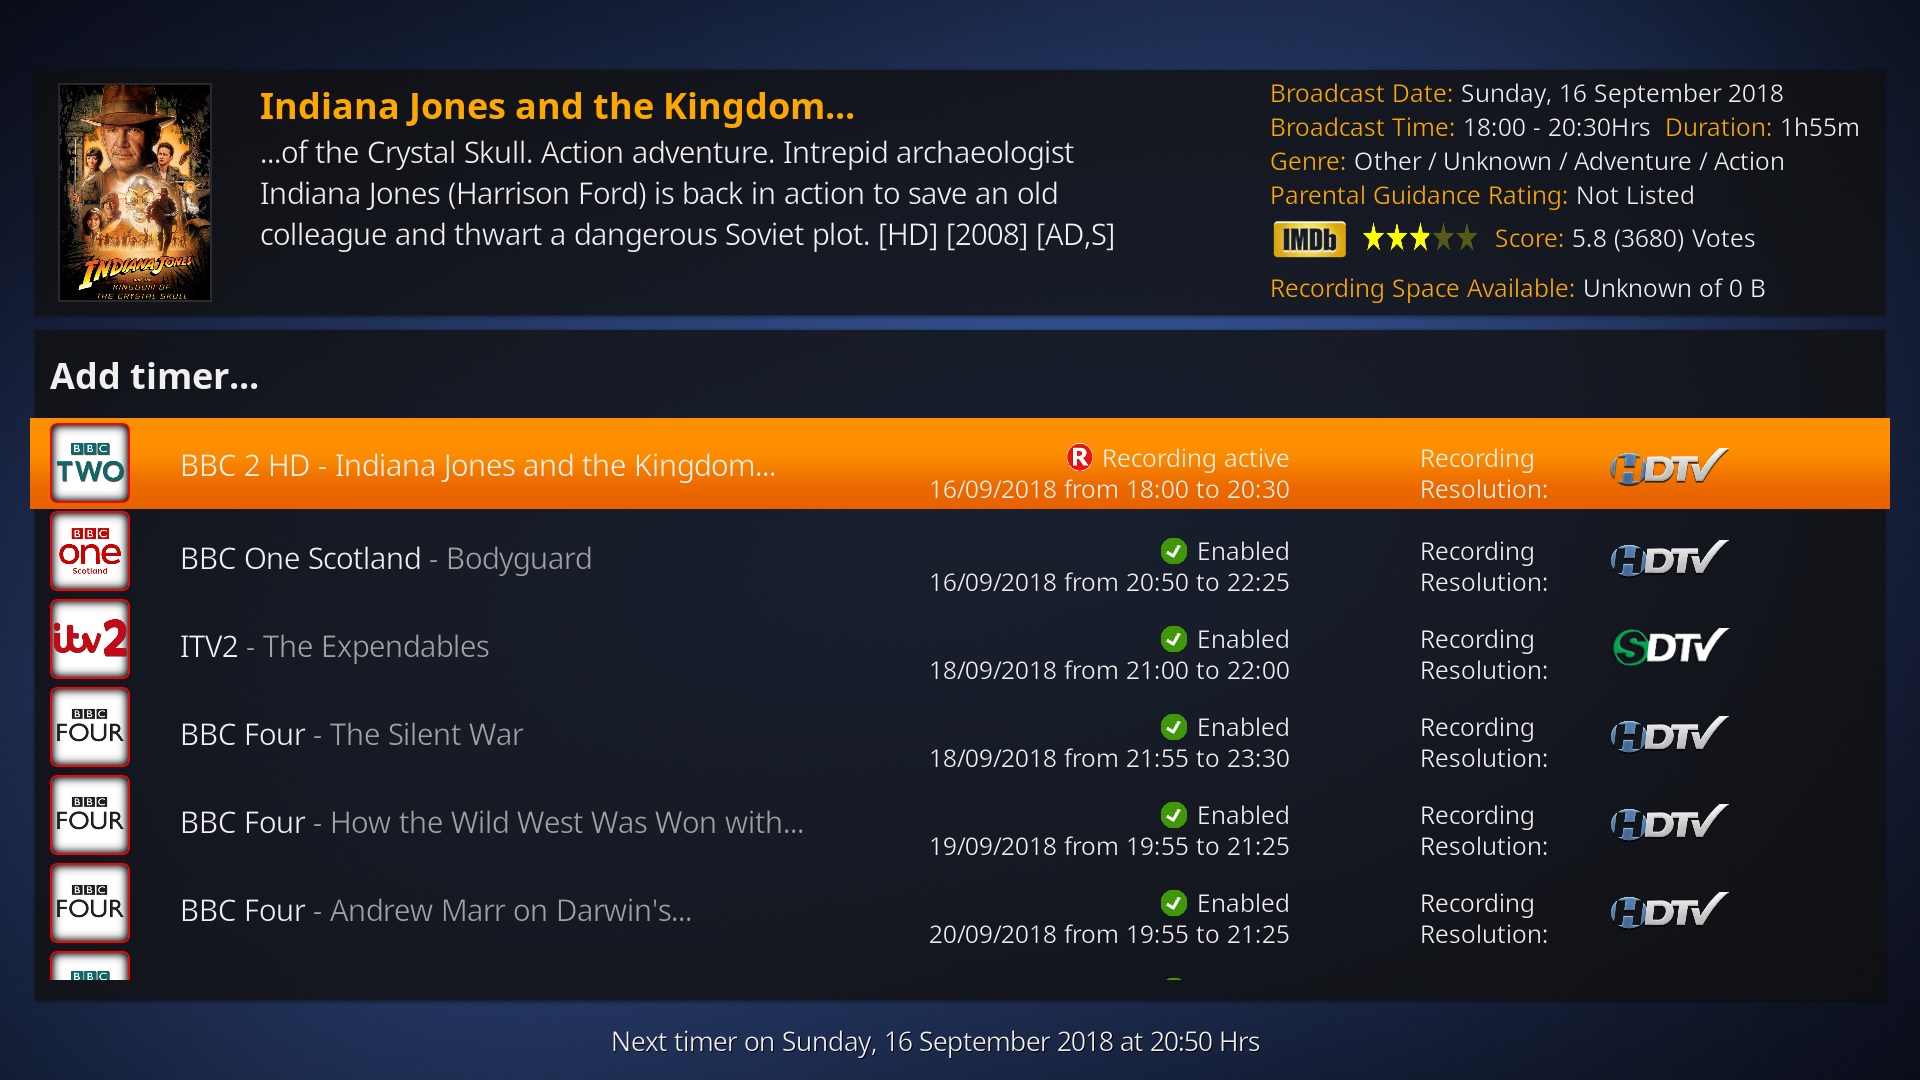 Indiana Jones and the Kingdom...
...of the Crystal Skull. Action adventure. Intrepid archaeologist
Indiana Jones (Harrison Ford) is back in action to save an old
colleague and thwart a dangerous Soviet plot. [HD] [2008] [AD,S]
INDIANA JONES
AND THE
KINGDOM OF
THE CRYSTAL SKULL
Broadcast Date: Sunday, 16 September 2018
Broadcast Time: 18:00 - 20:30Hrs Duration: 1h55m
Genre: Other / Unknown / Adventure / Action
Parental Guidance Rating: Not Listed
IMDb Score: 5.8 (3680) Votes
Recording Space Available: Unknown of 0 B
Add timer...
BBC
TWO
BBC 2 HD - Indiana Jones and the Kingdom...
R Recording active
16/09/2018 from 18:00 to 20:30
Recording
Resolution:
HDTV
BBC
one
Scotland
BBC One Scotland - Bodyguard
Enabled
16/09/2018 from 20:50 to 22:25
Recording
Resolution:
HDTV
itv2
ITV2 - The Expendables
Enabled
18/09/2018 from 21:00 to 22:00
Recording
Resolution:
SDTV
BBC
FOUR
BBC Four - The Silent War
Enabled
18/09/2018 from 21:55 to 23:30
Recording
Resolution:
HDTV
BBC
FOUR
BBC Four - How the Wild West Was Won with...
Enabled
19/09/2018 from 19:55 to 21:25
Recording
Resolution:
HDTV
BBC
FOUR
BBC Four - Andrew Marr on Darwin's...
Enabled
20/09/2018 from 19:55 to 21:25
Recording
Resolution:
HDTV
BBC
Next timer on Sunday, 16 September 2018 at 20:50 Hrs